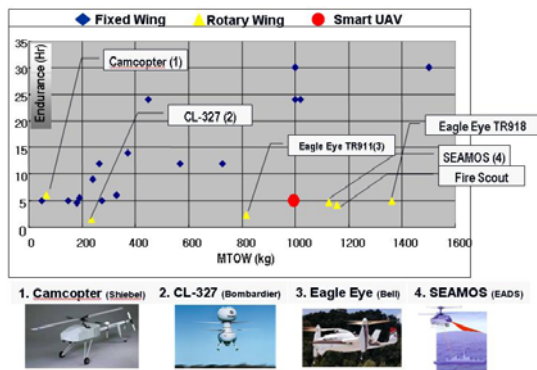 Fixed Wing Rotary Wing Smart UAV
Endurance (Hr)
35
30
25
20
15
10
5
0
Camcopter (1)
CL-327 (2)
Eagle Eye TR911(3)
Eagle Eye TR918
SEAMOS (4)
Fire Scout
0 200 400 600 800 1000 1200 1400 1600
MTOW (kg)
1. Camcopter (Shiebel) 2. CL-327 (Bombardier) 3. Eagle Eye (Bell) 4. SEAMOS (EADS)